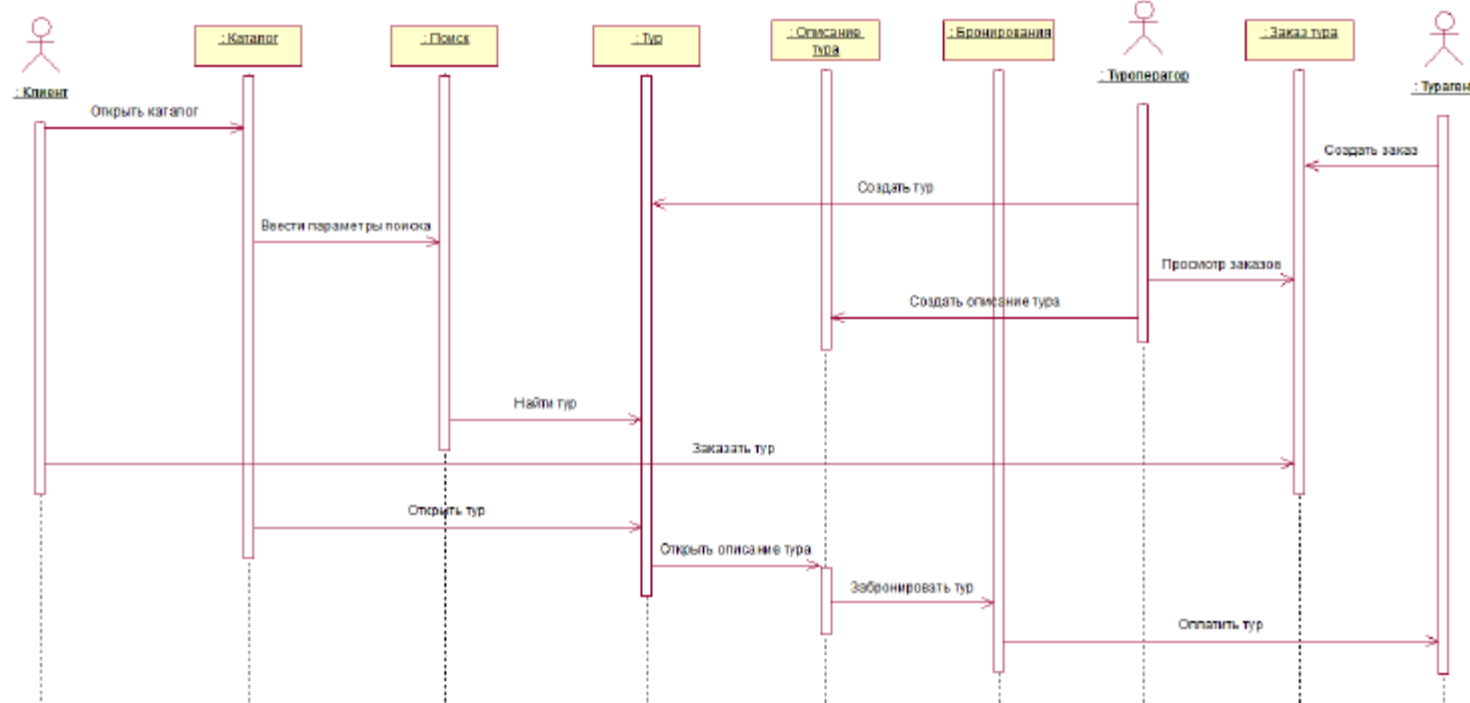 : Каталог
: Поиск
: Тур
: Описание
тура
: Бронирования
: Туроператор
: Заказ тура
: Клиент
: Тураген
Открыть каталог
Создать заказ
Создать тур
Ввести параметры поиска
Просмотр заказов
Создать описание тура
Найти тур
Заказать тур
Открыть тур
Открыть описание тура
Забронировать тур
Оплатить тур